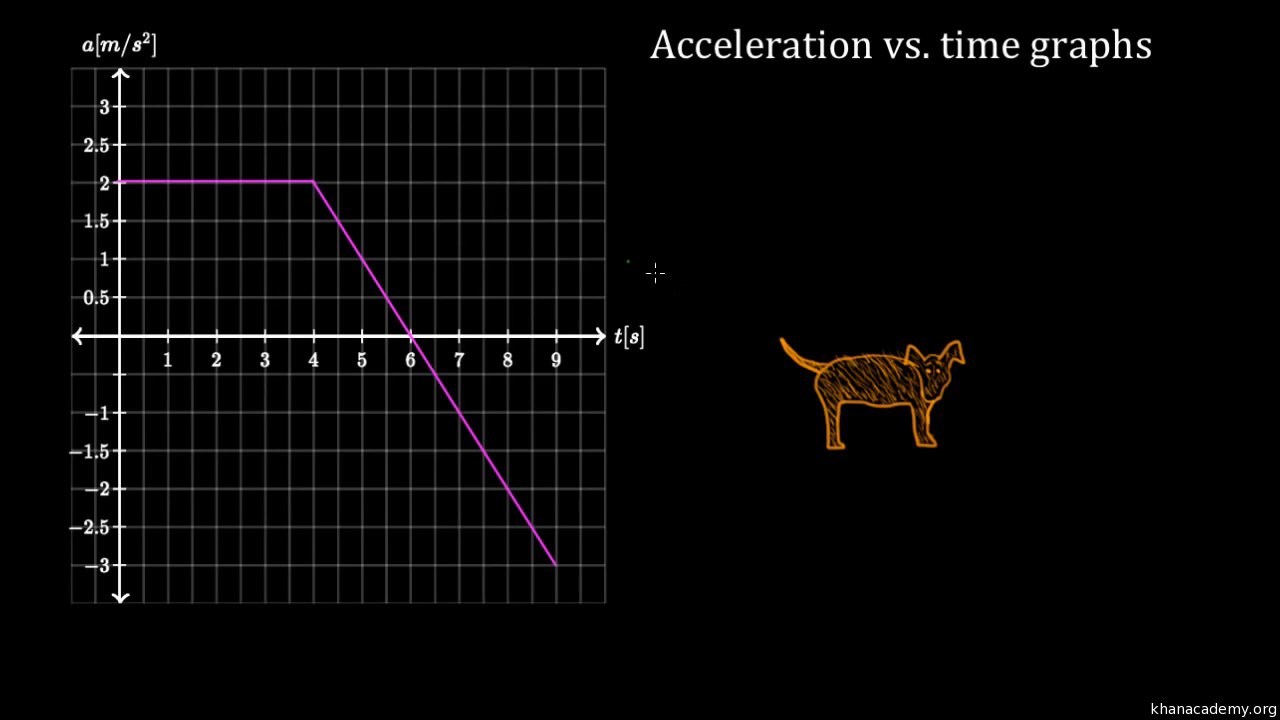 a[m/s²]
Acceleration vs. time graphs
3
2.5
2
1.5
1
0.5
t[s]
1 2 3 4 5 6 7 8 9
−1
−1.5
−2
−2.5
−3
khanacademy.org